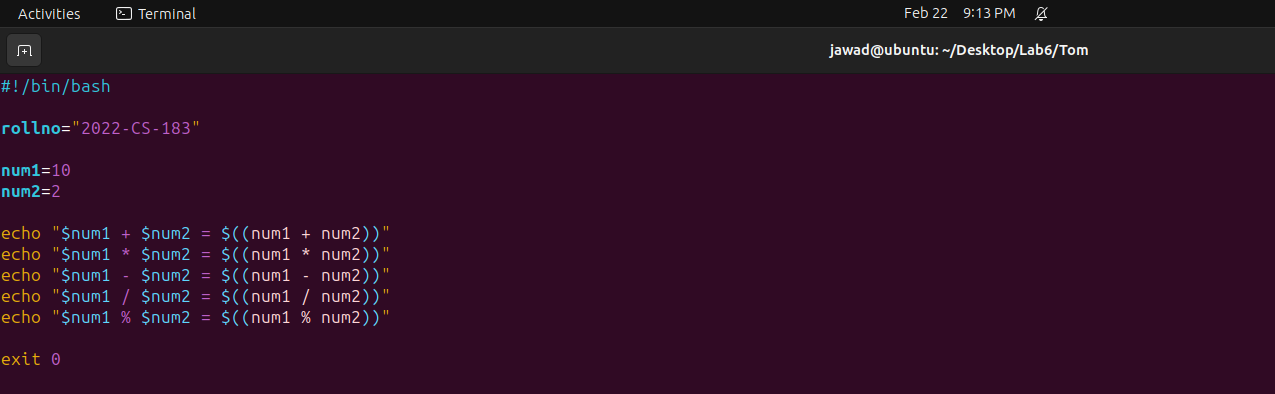 Activities Terminal Feb 22 9:13 PM
jawad@ubuntu: ~/Desktop/Lab6/Tom
#!/bin/bash
rollno="2022-CS-183"
num1=10
num2=2
echo "$num1 + $num2 = $((num1 + num2))"
echo "$num1 * $num2 = $((num1 * num2))"
echo "$num1 - $num2 = $((num1 - num2))"
echo "$num1 / $num2 = $((num1 / num2))"
echo "$num1 % $num2 = $((num1 % num2))"
exit 0